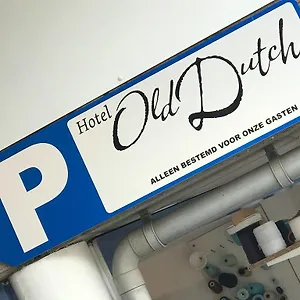 P
Hotel Old Dutch
ALLEEN BESTEMD VOOR ONZE GASTEN